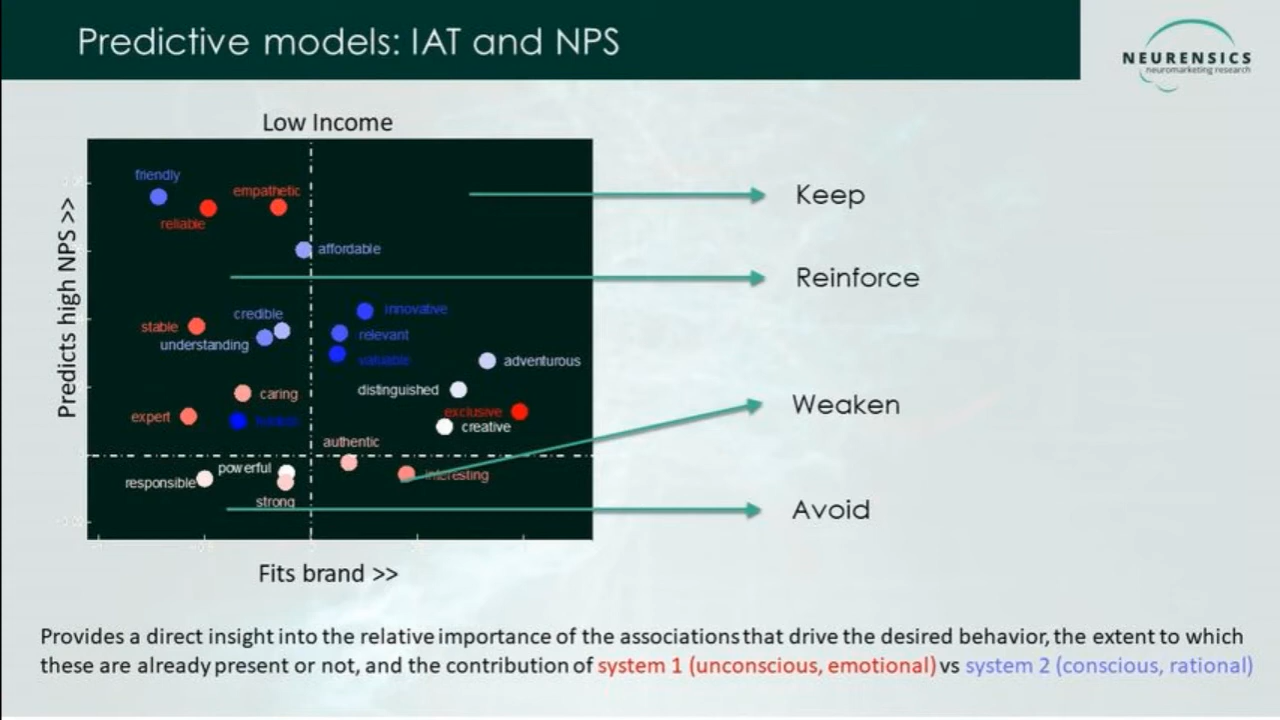 Predictive models: IAT and NPS
NEURENSICS
neuromarketing research
Low Income
Predicts high NPS >>
friendly
empathetic
reliable
affordable
innovative
credible
stable
relevant
understanding
valuable
adventurous
distinguished
caring
exclusive
expert
creative
authentic
powerful
interesting
responsible
strong
Fits brand >>
Keep
Reinforce
Weaken
Avoid
Provides a direct insight into the relative importance of the associations that drive the desired behavior, the extent to which
these are already present or not, and the contribution of system 1 (unconscious, emotional) vs system 2 (conscious, rational)